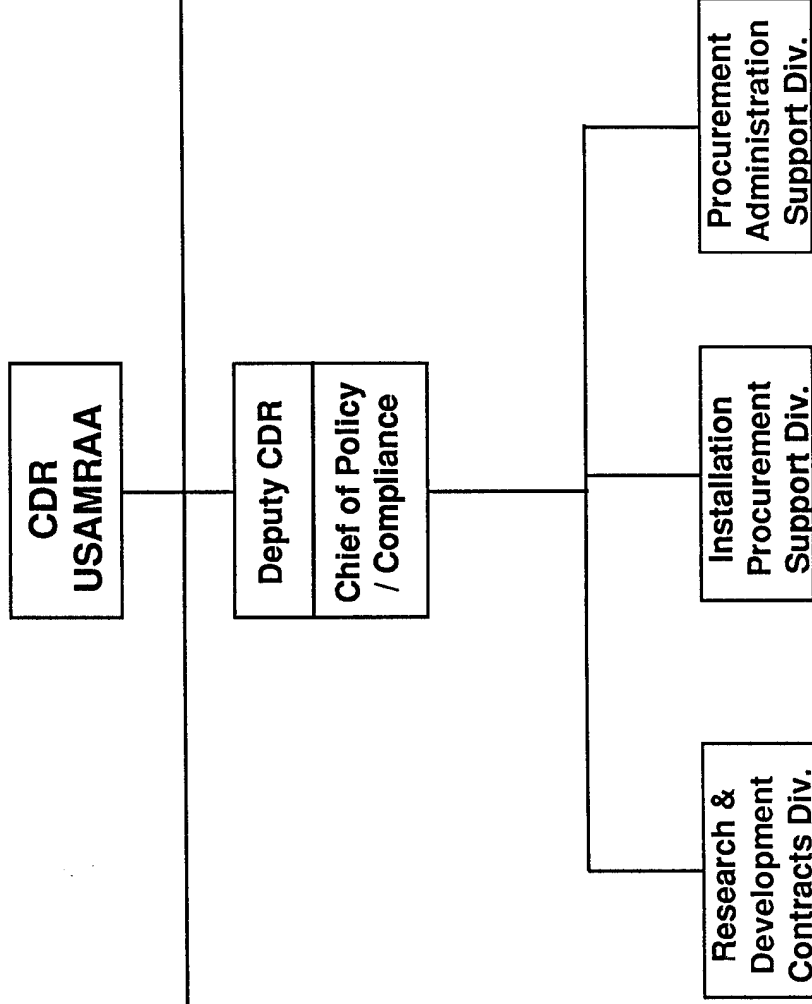 CDR
USAMRAA
Deputy CDR
Chief of Policy
/ Compliance
Research &
Development
Contracts Div.
Installation
Procurement
Support Div.
Procurement
Administration
Support Div.